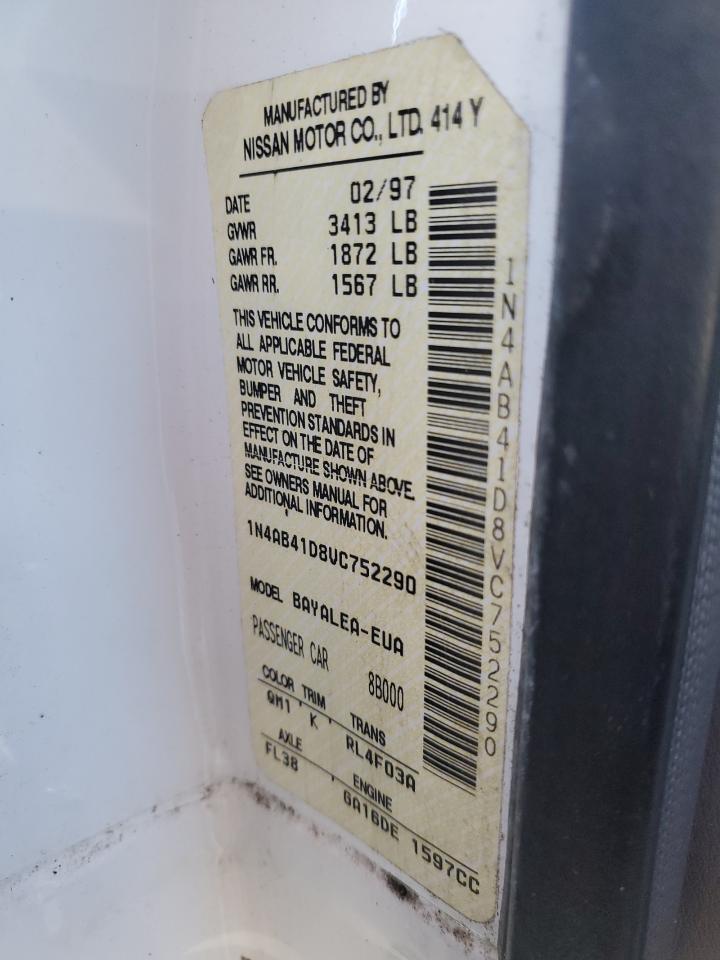 MANUFACTURED BY
NISSAN MOTOR CO., LTD. 414 Y
DATE 02/97
GVWR 3413 LB
GAWR FR. 1872 LB
GAWR RR. 1567 LB
THIS VEHICLE CONFORMS TO
ALL APPLICABLE FEDERAL
MOTOR VEHICLE SAFETY,
BUMPER AND THEFT
PREVENTION STANDARDS IN
EFFECT ON THE DATE OF
MANUFACTURE SHOWN ABOVE.
SEE OWNERS MANUAL FOR
ADDITIONAL INFORMATION.
1N4AB41D8VC752290
MODEL BAYALEA-EUA
PASSENGER CAR 8B000
COLOR TRIM TRANS
QM1 ' K ' RL4F03A
AXLE ENGINE
FL38 ' GA16DE 1597CC
1N4AB41D8VC752290